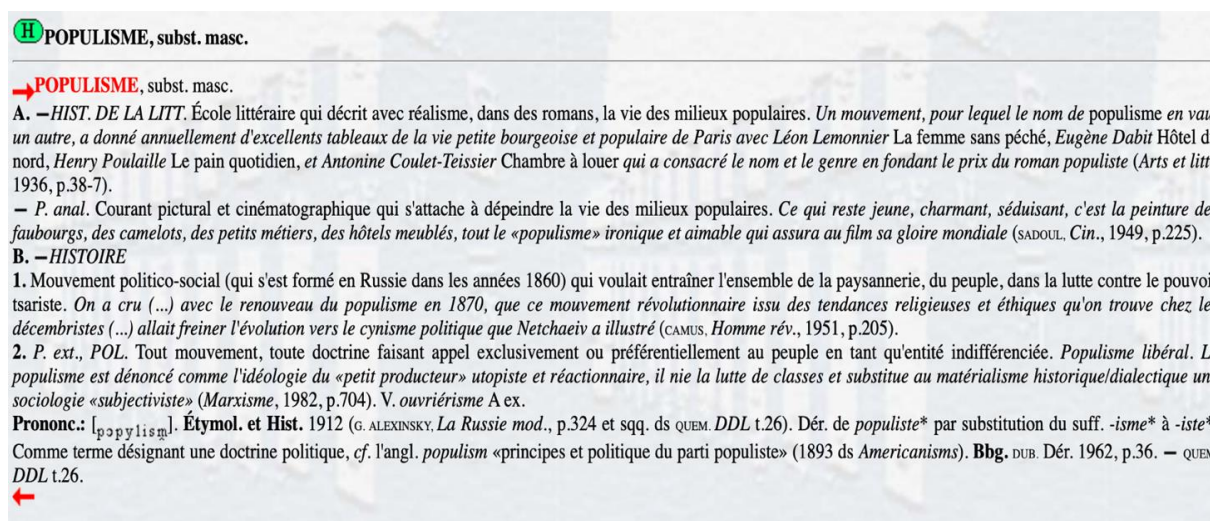 H POPULISME, subst. masc.
POPULISME, subst. masc.
A. −HIST. DE LA LITT. École littéraire qui décrit avec réalisme, dans des romans, la vie des milieux populaires. Un mouvement, pour lequel le nom de populisme en
un autre, a donné annuellement d'excellents tableaux de la vie petite bourgeoise et populaire de Paris avec Léon Lemonnier La femme sans péché, Eugène Dabit Hôtel
nord, Henry Poulaille Le pain quotidien, et Antonine Coulet-Teissier Chambre à louer qui a consacré le nom et le genre en fondant le prix du roman populiste (Arts et litt
1936, p.38-7).
− P. anal. Courant pictural et cinématographique qui s'attache à dépeindre la vie des milieux populaires. Ce qui reste jeune, charmant, séduisant, c'est la peinture
faubourgs, des camelots, des petits métiers, des hôtels meublés, tout le «populisme» ironique et aimable qui assura au film sa gloire mondiale (SADOUL, Cin., 1949, p.225).
B. −HISTOIRE
1. Mouvement politico-social (qui s'est formé en Russie dans les années 1860) qui voulait entraîner l'ensemble de la paysannerie, du peuple, dans la lutte contre le
tsariste. On a cru (...) avec le renouveau du populisme en 1870, que ce mouvement révolutionnaire issu des tendances religieuses et éthiques qu'on trouve chez
décembristes (...) allait freiner l'évolution vers le cynisme politique que Netchaeiv a illustré (CAMUS, Homme rév., 1951, p.205).
2. P. ext., POL. Tout mouvement, toute doctrine faisant appel exclusivement ou préférentiellement au peuple en tant qu'entité indifférenciée. Populisme libéral.
populisme est dénoncé comme l'idéologie du «petit producteur» utopiste et réactionnaire, il nie la lutte de classes et substitue au matérialisme historique/dialectique
sociologie «subjectiviste» (Marxisme, 1982, p.704). V. ouvriérisme A ex.
Prononc.: [pɔpylism̥]. Étymol. et Hist. 1912 (G. ALEXINSKY, La Russie mod., p.324 et sqq. ds QUEM. DDL t.26). Dér. de populiste* par substitution du suff. -isme* à -iste*
Comme terme désignant une doctrine politique, cf. l'angl. populism «principes et politique du parti populiste» (1893 ds Americanisms). Bbg. DUB. Dér. 1962, p.36. −
DDL t.26.